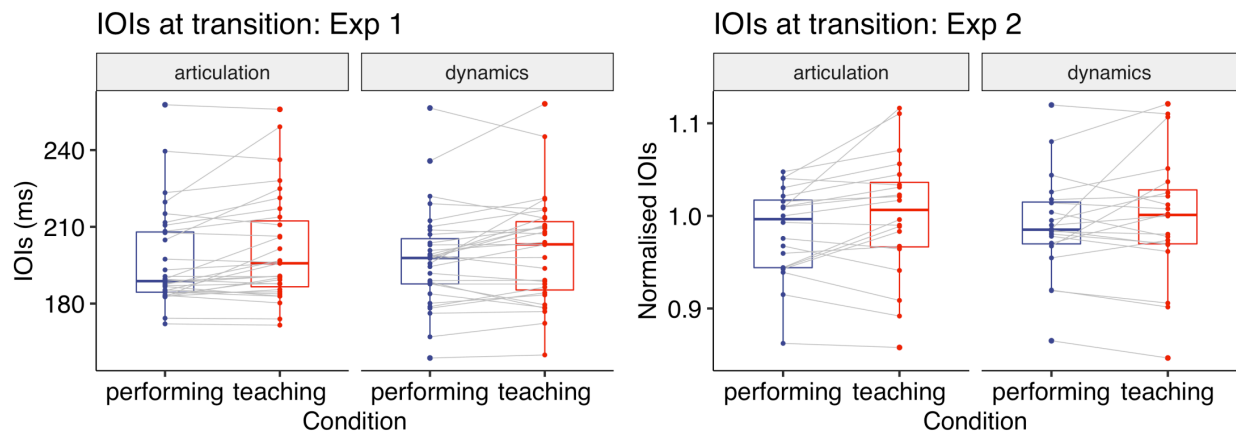 IOIs at transition: Exp 1
articulation
dynamics
IOIs (ms)
240
210
180
performing
teaching
performing
teaching
Condition
IOIs at transition: Exp 2
articulation
dynamics
Normalised IOIs
1.1
1.0
0.9
performing
teaching
performing
teaching
Condition